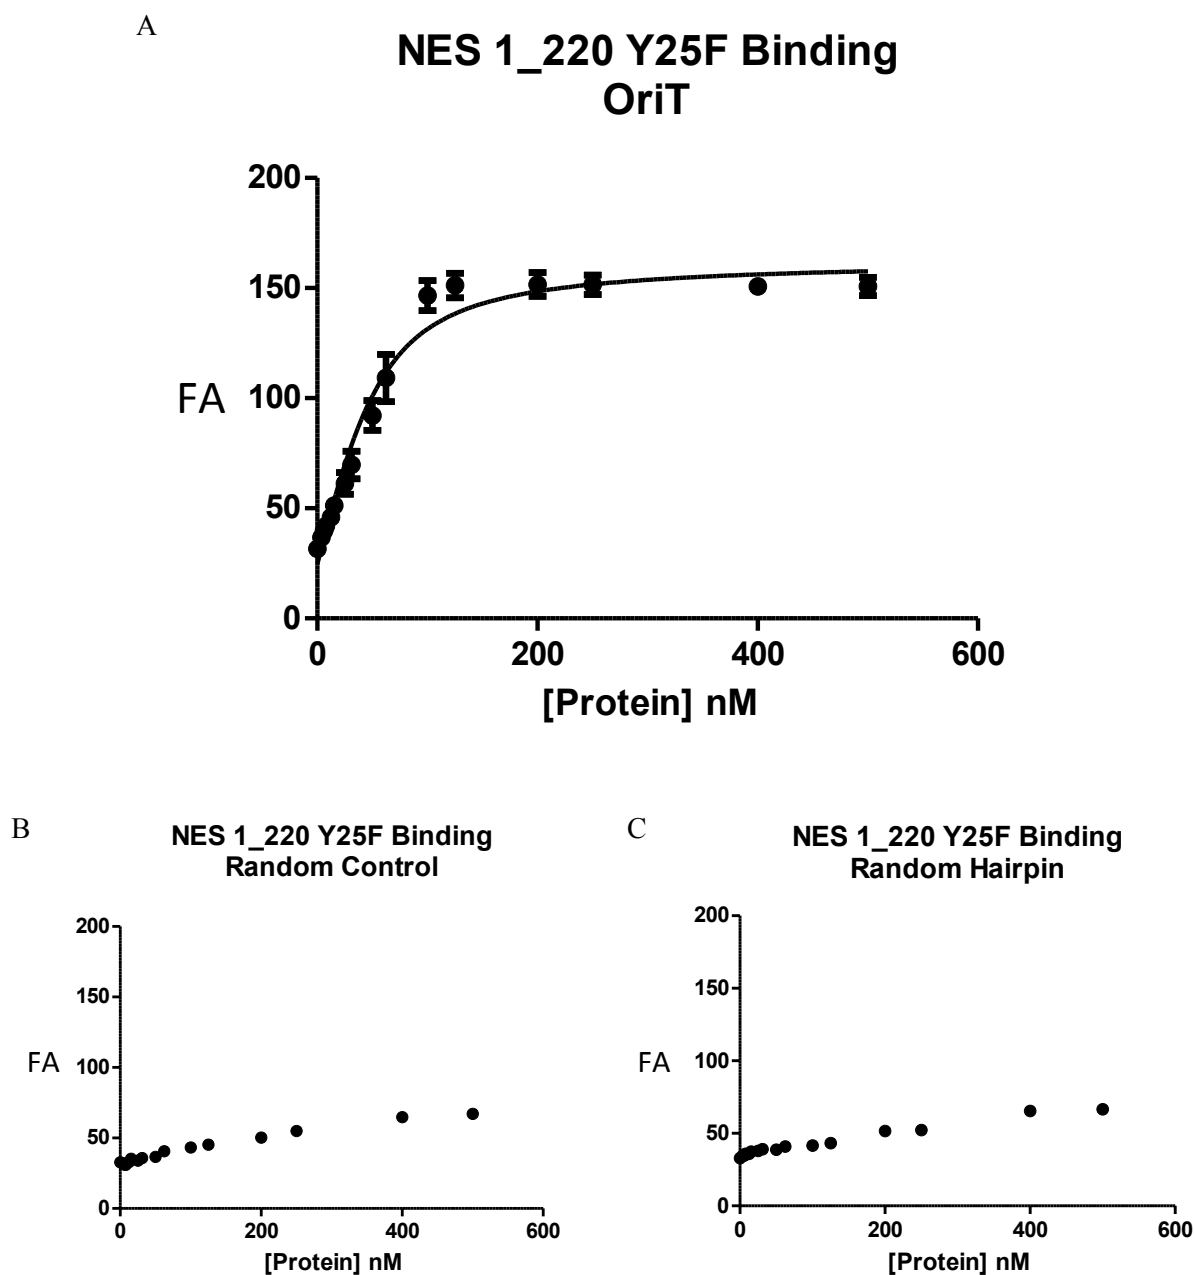 A
NES 1_220 Y25F Binding
OriT
200
150
FA
100
50
0
0 200 400 600
[Protein] nM
B
NES 1_220 Y25F Binding
Random Control
200
150
FA
100
50
0
0 200 400 600
[Protein] nM
C
NES 1_220 Y25F Binding
Random Hairpin
200
150
FA
100
50
0
0 200 400 600
[Protein] nM